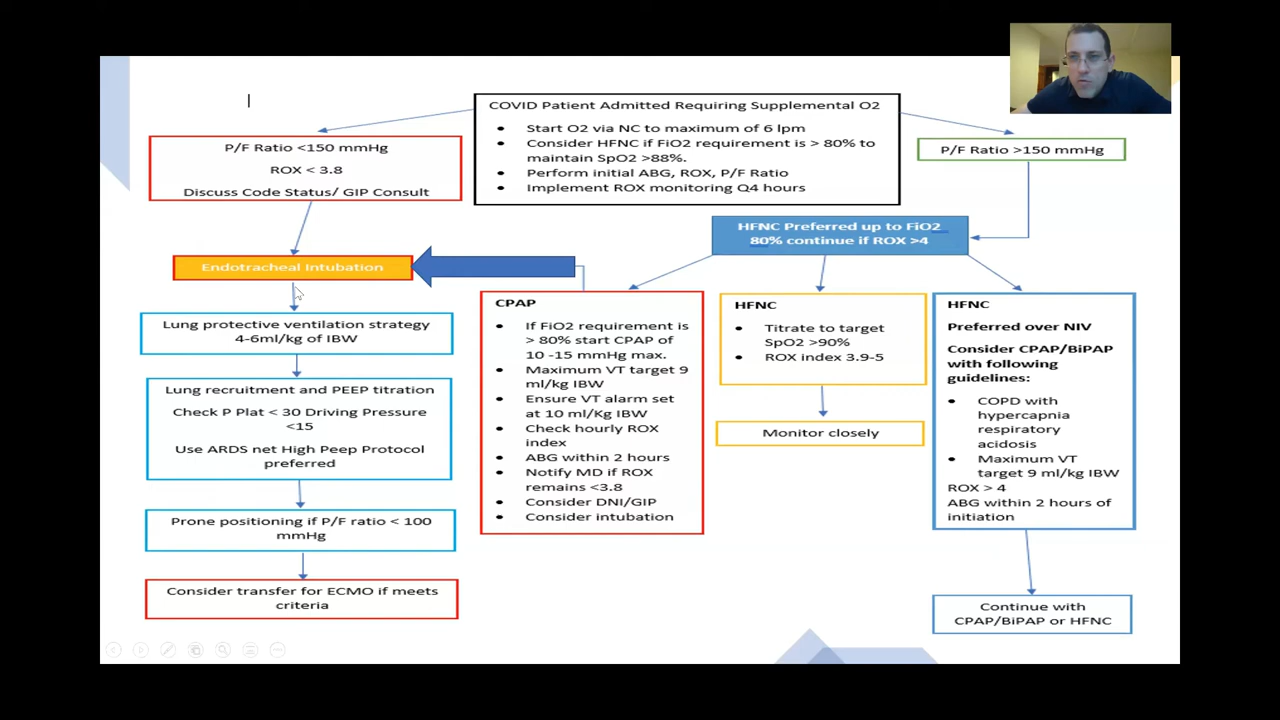 COVID Patient Admitted Requiring Supplemental O2
• Start O2 via NC to maximum of 6 lpm
• Consider HFNC if FiO2 requirement is > 80% to
maintain SpO2 >88%.
• Perform initial ABG, ROX, P/F Ratio
• Implement ROX monitoring Q4 hours
P/F Ratio <150 mmHg
ROX < 3.8
Discuss Code Status/ GIP Consult
P/F Ratio >150 mmHg
HFNC Preferred up to FiO2
80% continue if ROX >4
Endotracheal Intubation
Lung protective ventilation strategy
4-6ml/kg of IBW
Lung recruitment and PEEP titration
Check P Plat < 30 Driving Pressure
<15
Use ARDS net High Peep Protocol
preferred
Prone positioning if P/F ratio < 100
mmHg
Consider transfer for ECMO if meets
criteria
CPAP
• If FiO2 requirement is
> 80% start CPAP of
10 -15 mmHg max.
• Maximum VT target 9
ml/kg IBW
• Ensure VT alarm set
at 10 ml/Kg IBW
• Check hourly ROX
index
• ABG within 2 hours
• Notify MD if ROX
remains <3.8
• Consider DNI/GIP
• Consider intubation
HFNC
• Titrate to target
SpO2 >90%
• ROX index 3.9-5
Monitor closely
HFNC
Preferred over NIV
Consider CPAP/BiPAP
with following
guidelines:
• COPD with
hypercapnia
respiratory
acidosis
• Maximum VT
target 9 ml/kg IBW
ROX > 4
ABG within 2 hours of
initiation
Continue with
CPAP/BiPAP or HFNC